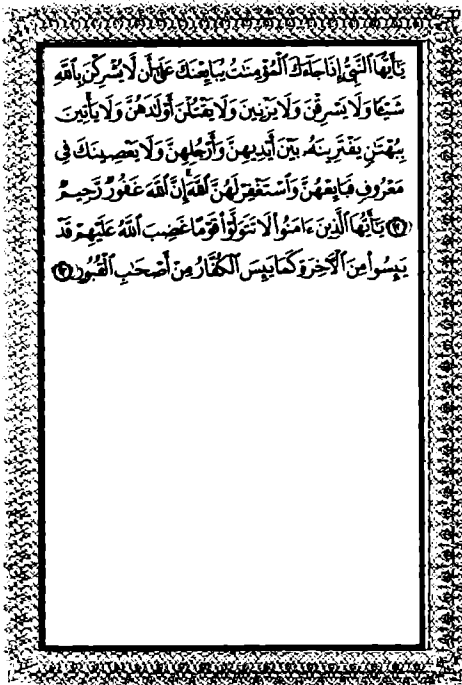 يَٰٓأَيُّهَا ٱلنَّبِيُّ إِذَا جَآءَكَ ٱلْمُؤْمِنَٰتُ يُبَايِعْنَكَ عَلَىٰٓ أَن لَّا يُشْرِكْنَ بِٱللَّهِ
شَيْـًٔا وَلَا يَسْرِقْنَ وَلَا يَزْنِينَ وَلَا يَقْتُلْنَ أَوْلَٰدَهُنَّ وَلَا يَأْتِينَ
بِبُهْتَٰنٍ يَفْتَرِينَهُۥ بَيْنَ أَيْدِيهِنَّ وَأَرْجُلِهِنَّ وَلَا يَعْصِينَكَ فِى
مَعْرُوفٍ فَبَايِعْهُنَّ وَٱسْتَغْفِرْ لَهُنَّ ٱللَّهَ إِنَّ ٱللَّهَ غَفُورٌ رَّحِيمٌ
يَٰٓأَيُّهَا ٱلَّذِينَ ءَامَنُوا۟ لَا تَتَوَلَّوْا۟ قَوْمًا غَضِبَ ٱللَّهُ عَلَيْهِمْ قَدْ
يَئِسُوا۟ مِنَ ٱلْءَاخِرَةِ كَمَا يَئِسَ ٱلْكُفَّارُ مِنْ أَصْحَٰبِ ٱلْقُبُورِ